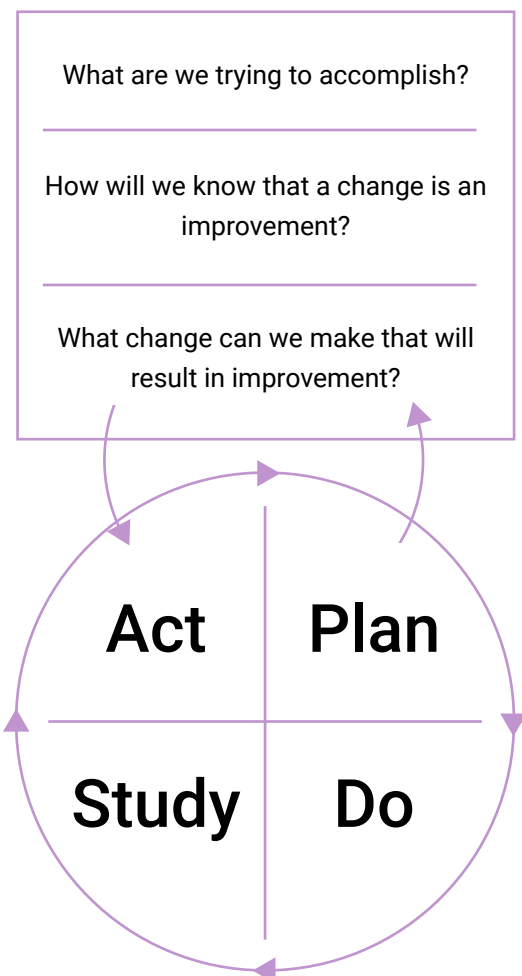 What are we trying to accomplish?
How will we know that a change is an
improvement?
What change can we make that will
result in improvement?
Act
Plan
Study
Do